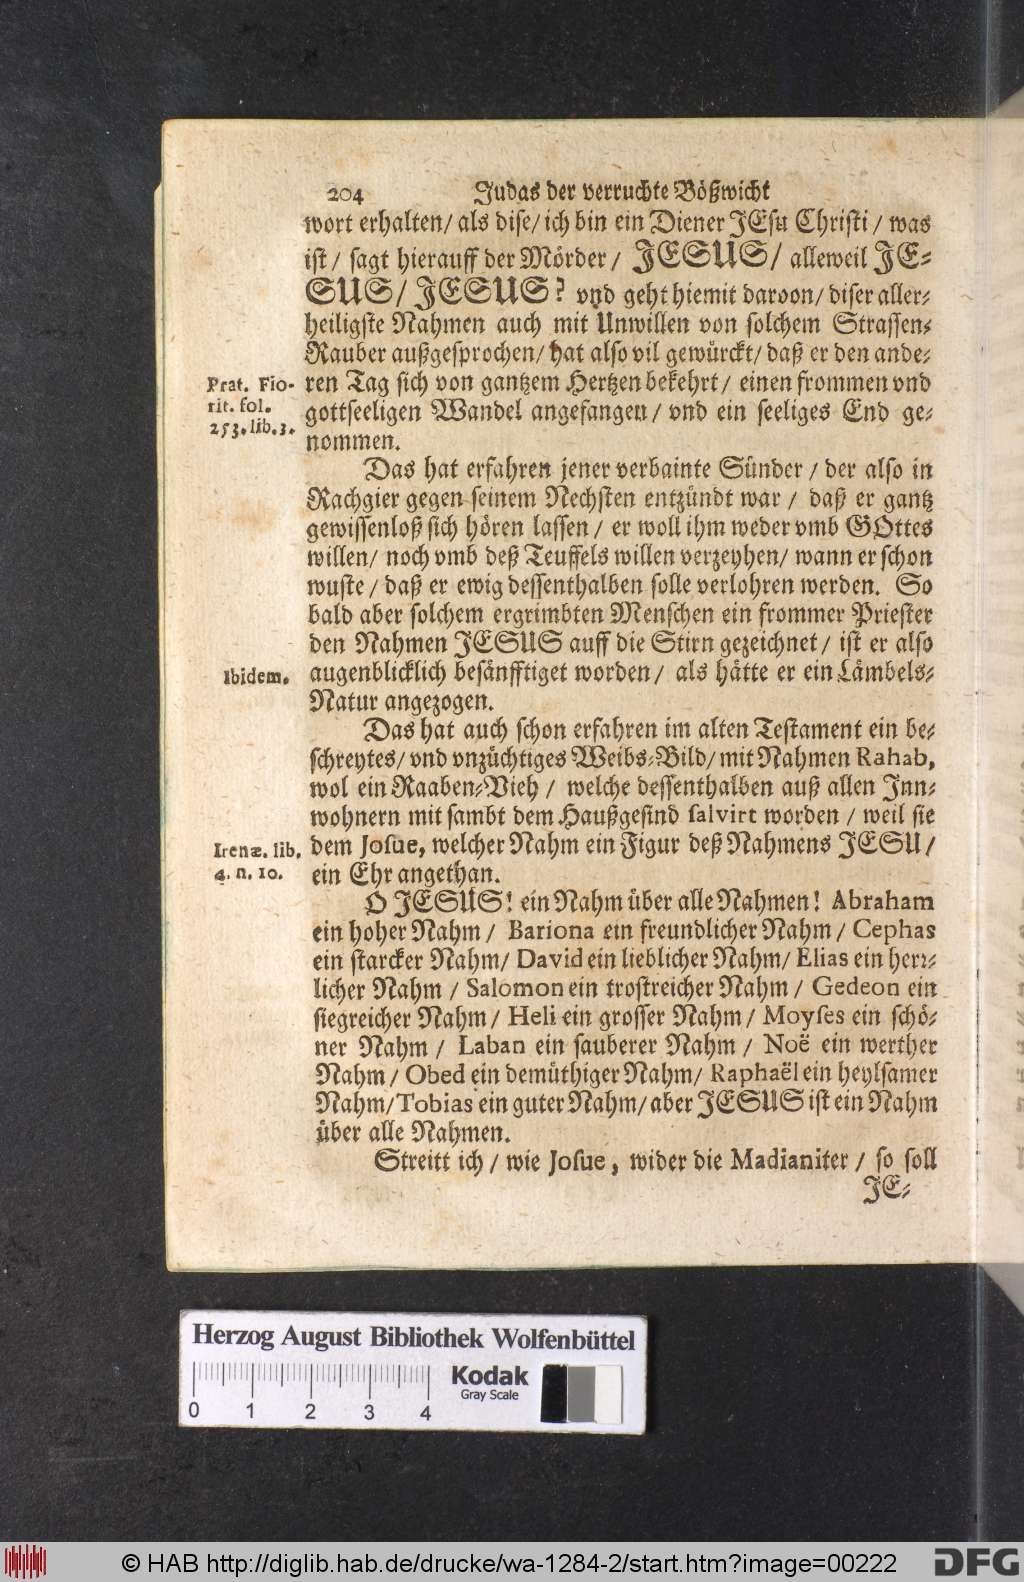 204 Judas der verruchte Bößwicht
wort erhalten/ als dise/ ich bin ein Diener JEsu Christi / was
ist / sagt hierauff der Mörder / JESUS / alleweil JE-
SUS/ JESUS? vnd geht hiemit darvon/ diser aller-
heiligste Nahmen auch mit Unwillen von solchem Strassen-
Rauber außgesprochen/ hat also vil gewürckt/ daß er den ande-
ren Tag sich von gantzem Hertzen bekehrt / einen frommen vnd
gottseeligen Wandel angefangen / vnd ein seeliges End ge-
nommen.
Prat. Fio-
rit. fol.
253. lib. 3.
Das hat erfahren jener verbainte Sünder / der also in
Rachgier gegen seinem Nechsten entzündt war / daß er gantz
gewissenloß sich hören lassen / er woll ihm weder vmb GOttes
willen/ noch vmb deß Teuffels willen verzeyhen/ wann er schon
wuste / daß er ewig dessenthalben solle verlohren werden. So
bald aber solchem ergrimbten Menschen ein frommer Priester
den Nahmen JESUS auff die Stirn gezeichnet / ist er also
augenblicklich besänfftiget worden / als hätte er ein Lämbels-
Natur angezogen.
Ibidem.
Das hat auch schon erfahren im alten Testament ein be-
schreytes/ vnd vnzüchtiges Weibs-Bild/ mit Nahmen Rahab,
wol ein Raaben-Vieh / welche dessenthalben auß allen Inn-
wohnern mit sambt dem Haußgesind salvirt worden / weil sie
dem Josue, welcher Nahm ein Figur deß Nahmens JESU /
ein Ehr angethan.
Irenæ. lib.
4. n. 10.
O JESUS! ein Nahm über alle Nahmen! Abraham
ein hoher Nahm / Bariona ein freundlicher Nahm / Cephas
ein starcker Nahm/ David ein lieblicher Nahm/ Elias ein herr-
licher Nahm / Salomon ein trostreicher Nahm / Gedeon ein
siegreicher Nahm / Heli ein grosser Nahm / Moyses ein schö-
ner Nahm / Laban ein sauberer Nahm / Noë ein werther
Nahm / Obed ein demüthiger Nahm/ Raphaël ein heylsamer
Nahm/ Tobias ein guter Nahm/ aber JESUS ist ein Nahm
über alle Nahmen.
Streitt ich / wie Josue, wider die Madianiter / so soll
JE-
Herzog August Bibliothek Wolfenbüttel
Kodak
Gray Scale
0 1 2 3 4
© HAB http://diglib.hab.de/drucke/wa-1284-2/start.htm?image=00222
DFG